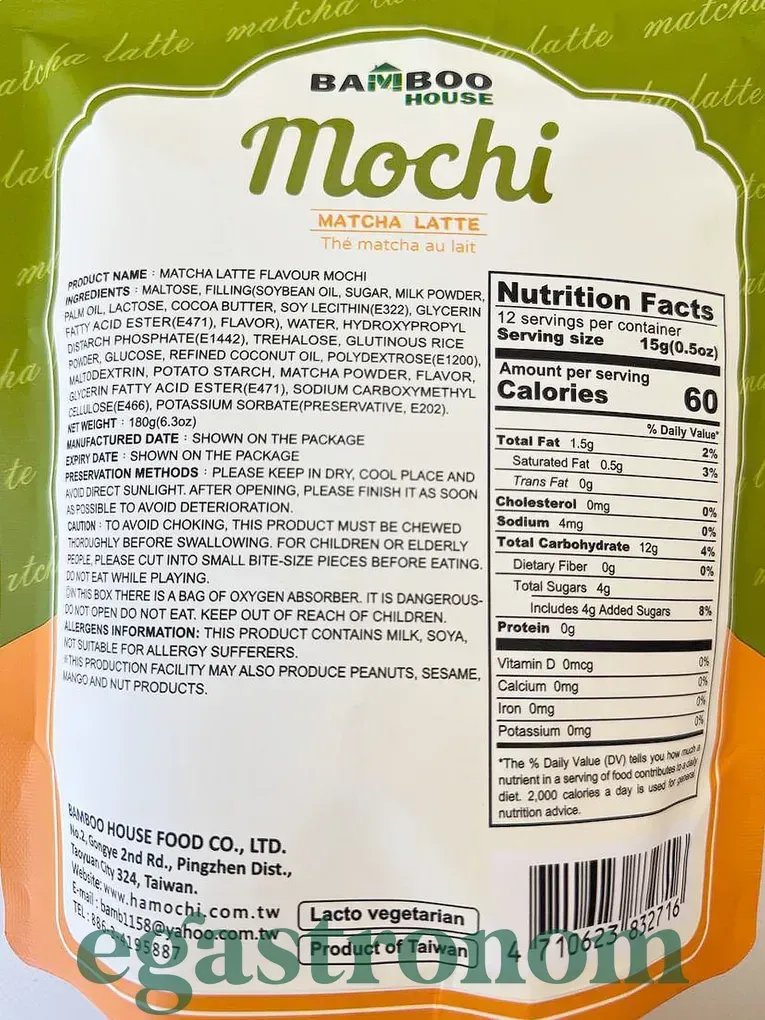 matcha latte
BAMBOO
HOUSE
Mochi
MATCHA LATTE
Thé matcha au lait
PRODUCT NAME : MATCHA LATTE FLAVOUR MOCHI
INGREDIENTS : MALTOSE, FILLING(SOYBEAN OIL, SUGAR, MILK POWDER,
PALM OIL, LACTOSE, COCOA BUTTER, SOY LECITHIN(E322), GLYCERIN
FATTY ACID ESTER(E471), FLAVOR), WATER, HYDROXYPROPYL
DISTARCH PHOSPHATE(E1442), TREHALOSE, GLUTINOUS RICE
POWDER, GLUCOSE, REFINED COCONUT OIL, POLYDEXTROSE(E1200),
MALTODEXTRIN, POTATO STARCH, MATCHA POWDER, FLAVOR,
GLYCERIN FATTY ACID ESTER(E471), SODIUM CARBOXYMETHYL
CELLULOSE(E466), POTASSIUM SORBATE(PRESERVATIVE, E202).
NET WEIGHT : 180g(6.3oz)
MANUFACTURED DATE : SHOWN ON THE PACKAGE
EXPIRY DATE : SHOWN ON THE PACKAGE
PRESERVATION METHODS : PLEASE KEEP IN DRY, COOL PLACE AND
AVOID DIRECT SUNLIGHT. AFTER OPENING, PLEASE FINISH IT AS SOON
AS POSSIBLE TO AVOID DETERIORATION.
CAUTION : TO AVOID CHOKING, THIS PRODUCT MUST BE CHEWED
THOROUGHLY BEFORE SWALLOWING. FOR CHILDREN OR ELDERLY
PEOPLE, PLEASE CUT INTO SMALL BITE-SIZE PIECES BEFORE EATING.
DO NOT EAT WHILE PLAYING.
◎IN THIS BOX THERE IS A BAG OF OXYGEN ABSORBER. IT IS DANGEROUS-
DO NOT OPEN DO NOT EAT. KEEP OUT OF REACH OF CHILDREN.
ALLERGENS INFORMATION: THIS PRODUCT CONTAINS MILK, SOYA,
NOT SUITABLE FOR ALLERGY SUFFERERS.
※THIS PRODUCTION FACILITY MAY ALSO PRODUCE PEANUTS, SESAME,
MANGO AND NUT PRODUCTS.
Nutrition Facts
12 servings per container
Serving size 15g(0.5oz)
Amount per serving
Calories 60
% Daily Value*
Total Fat 1.5g 2%
Saturated Fat 0.5g 3%
Trans Fat 0g
Cholesterol 0mg 0%
Sodium 4mg 0%
Total Carbohydrate 12g 4%
Dietary Fiber 0g 0%
Total Sugars 4g
Includes 4g Added Sugars 8%
Protein 0g
Vitamin D 0mcg 0%
Calcium 0mg 0%
Iron 0mg 0%
Potassium 0mg 0%
*The % Daily Value (DV) tells you how much a
nutrient in a serving of food contributes to a daily
diet. 2,000 calories a day is used for general
nutrition advice.
BAMBOO HOUSE FOOD CO., LTD.
No.2, Gongye 2nd Rd., Pingzhen Dist.,
Taoyuan City 324, Taiwan.
Website: www.hamochi.com.tw
E-mail : bamb1158@yahoo.com.tw
Lacto vegetarian
Product of Taiwan
4 710623 832716
egastronom